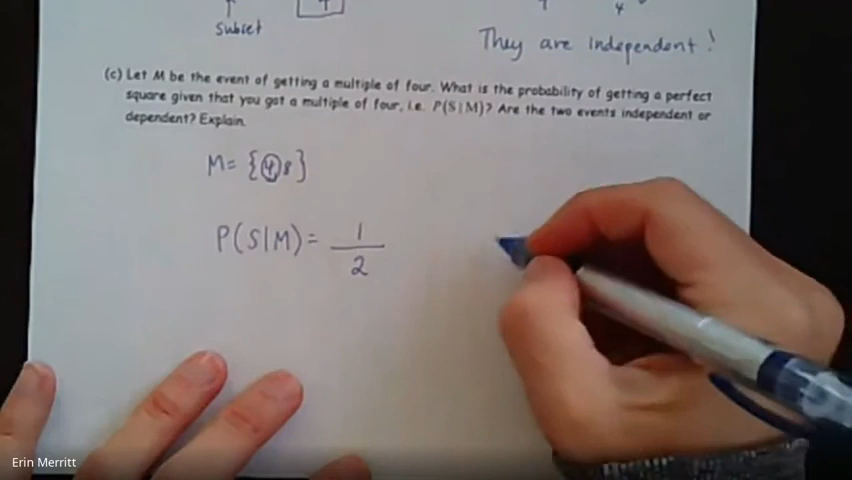 subset
4
They are independent!
(c) Let M be the event of getting a multiple of four. What is the probability of getting a perfect
square given that you got a multiple of four, i.e. P(S|M)? Are the two events independent or
dependent? Explain.
M= {4,8}
P(S|M)= 1
2
Erin Merritt